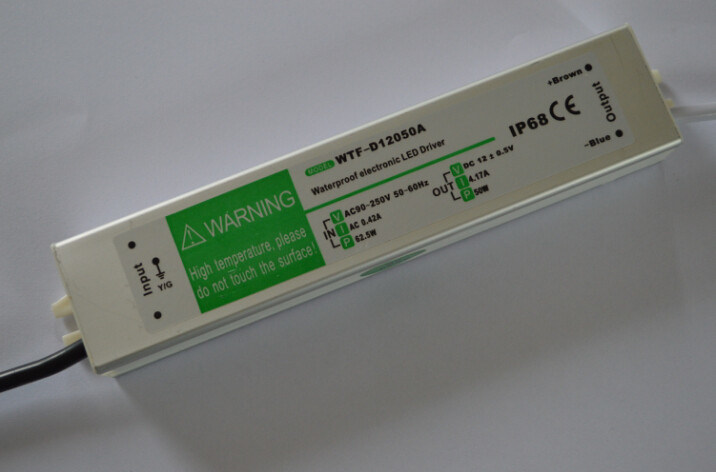 Input
Y/G
WARNING
High temperature, please
do not touch the surface!
MODEL WTF-D12050A
Waterproof electronic LED Driver
IN
V AC90-250V 50-60Hz
I AC 0.42A
P 62.5W
OUT
V DC 12 ± 0.5V
I 4.17A
P 50W
IP68 CE
+Brown
Output
-Blue